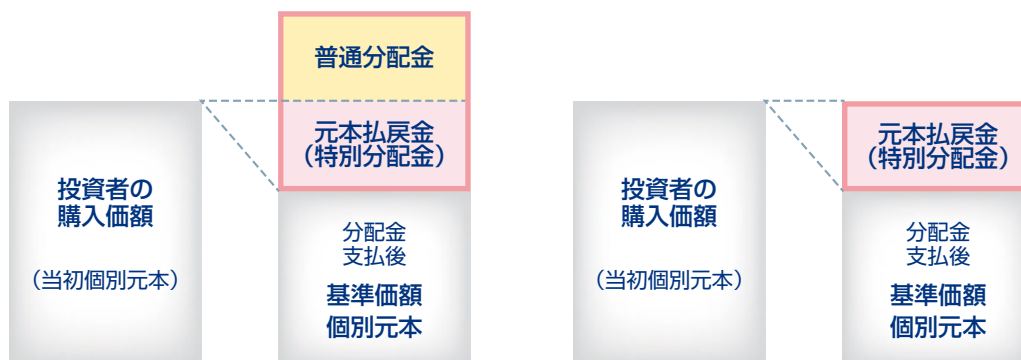 投資者の
購入価額
（当初個別元本）
普通分配金
元本払戻金
（特別分配金）
分配金
支払後
基準価額
個別元本
投資者の
購入価額
（当初個別元本）
元本払戻金
（特別分配金）
分配金
支払後
基準価額
個別元本